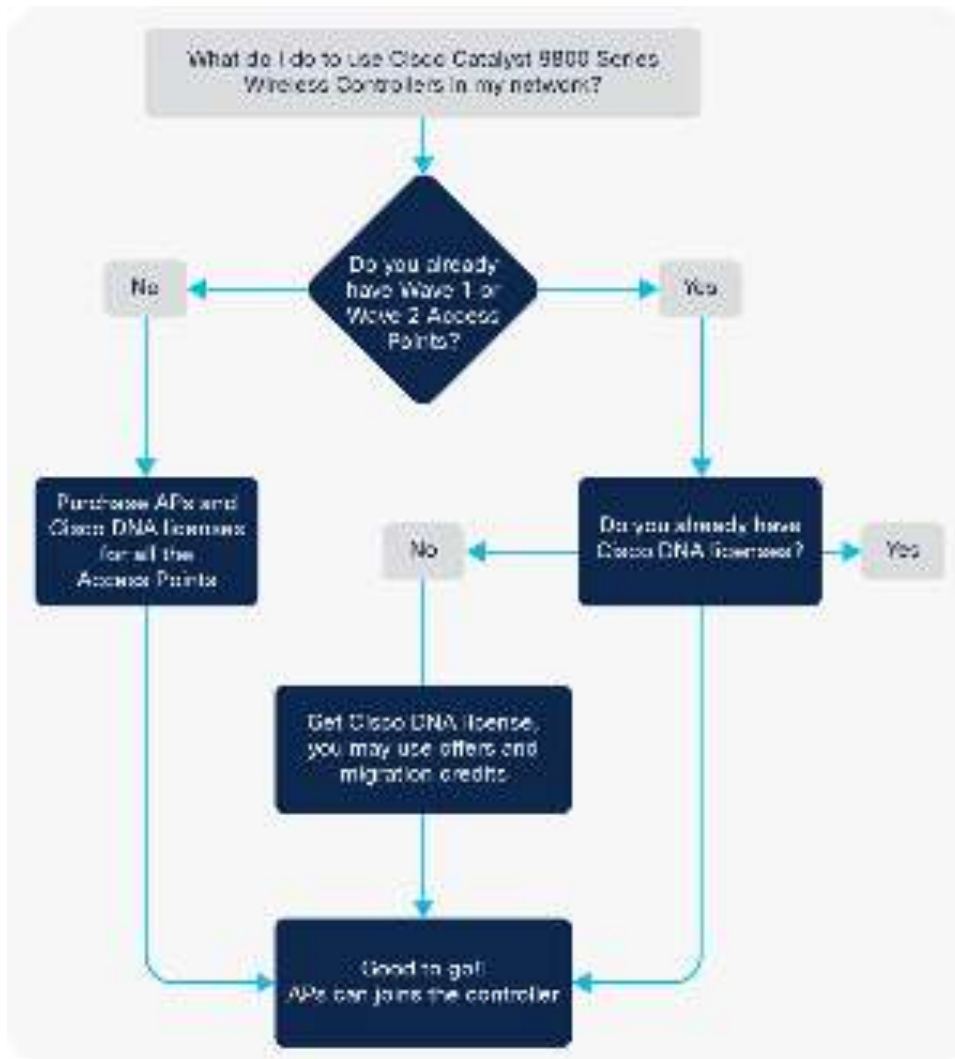 What do I do to use Cisco Catalyst 9800 Series
Wireless Controllers in my network?
Do you already
have Wave 1 or
Wave 2 Access
Points?
No
Yes
Purchase APs and
Cisco DNA licenses
for all the
Access Points
Do you already have
Cisco DNA licenses?
No
Yes
Get Cisco DNA license,
you may use offers and
migration credits
Good to go!!
APs can joins the controller